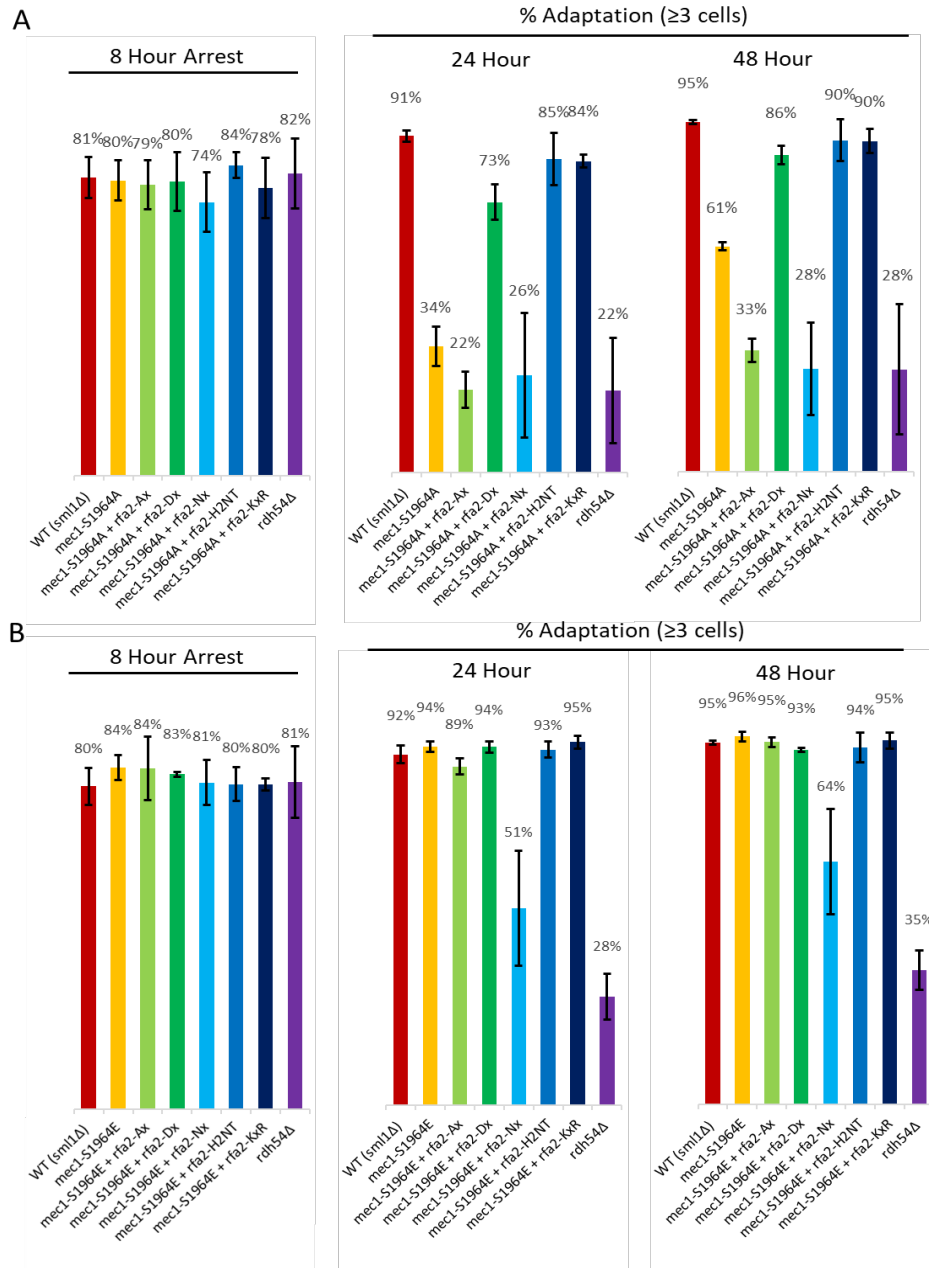 A
% Adaptation (≥3 cells)
8 Hour Arrest
24 Hour
48 Hour
81%
80%
79%
80%
74%
84%
78%
82%
91%
34%
22%
73%
26%
85%
84%
22%
95%
61%
33%
86%
28%
90%
90%
28%
WT (sml1Δ)
mec1-S1964A
mec1-S1964A + rfa2-Ax
mec1-S1964A + rfa2-Dx
mec1-S1964A + rfa2-Nx
mec1-S1964A + rfa2-H2NT
mec1-S1964A + rfa2-KxR
rdh54Δ
WT (sml1Δ)
mec1-S1964A
mec1-S1964A + rfa2-Ax
mec1-S1964A + rfa2-Dx
mec1-S1964A + rfa2-Nx
mec1-S1964A + rfa2-H2NT
mec1-S1964A + rfa2-KxR
rdh54Δ
WT (sml1Δ)
mec1-S1964A
mec1-S1964A + rfa2-Ax
mec1-S1964A + rfa2-Dx
mec1-S1964A + rfa2-Nx
mec1-S1964A + rfa2-H2NT
mec1-S1964A + rfa2-KxR
rdh54Δ
B
% Adaptation (≥3 cells)
8 Hour Arrest
24 Hour
48 Hour
80%
84%
84%
83%
81%
80%
80%
81%
92%
94%
89%
94%
51%
93%
95%
28%
95%
96%
95%
93%
64%
94%
95%
35%
WT (sml1Δ)
mec1-S1964E
mec1-S1964E + rfa2-Ax
mec1-S1964E + rfa2-Dx
mec1-S1964E + rfa2-Nx
mec1-S1964E + rfa2-H2NT
mec1-S1964E + rfa2-KxR
rdh54Δ
WT (sml1Δ)
mec1-S1964E
mec1-S1964E + rfa2-Ax
mec1-S1964E + rfa2-Dx
mec1-S1964E + rfa2-Nx
mec1-S1964E + rfa2-H2NT
mec1-S1964E + rfa2-KxR
rdh54Δ
WT (sml1Δ)
mec1-S1964E
mec1-S1964E + rfa2-Ax
mec1-S1964E + rfa2-Dx
mec1-S1964E + rfa2-Nx
mec1-S1964E + rfa2-H2NT
mec1-S1964E + rfa2-KxR
rdh54Δ